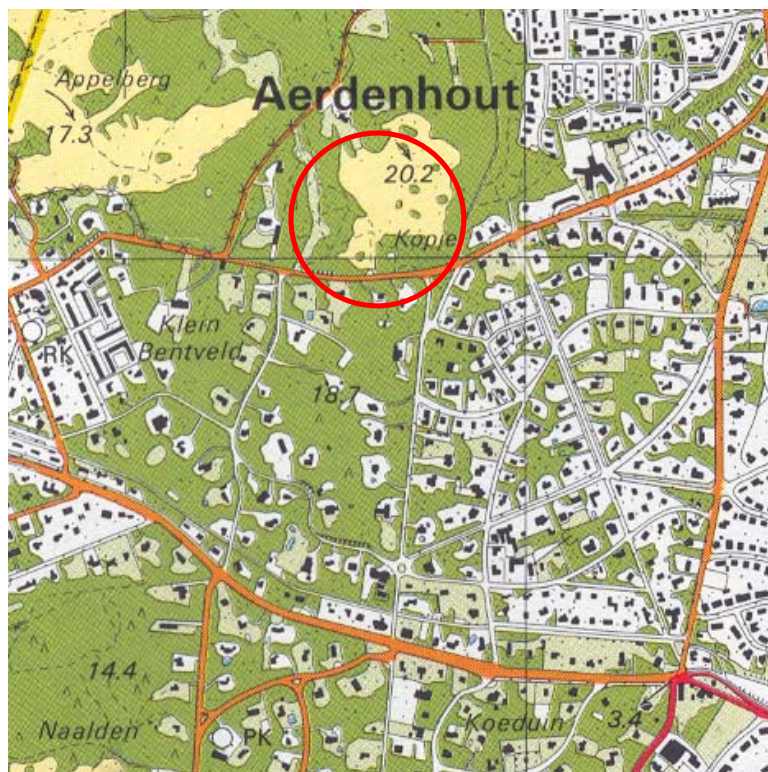 Appelberg
17.3
Aerdenhout
20.2
Kopje
Klein
Bentveld
RK
18.7
14.4
Naalden
PK
Koeduin
3.4